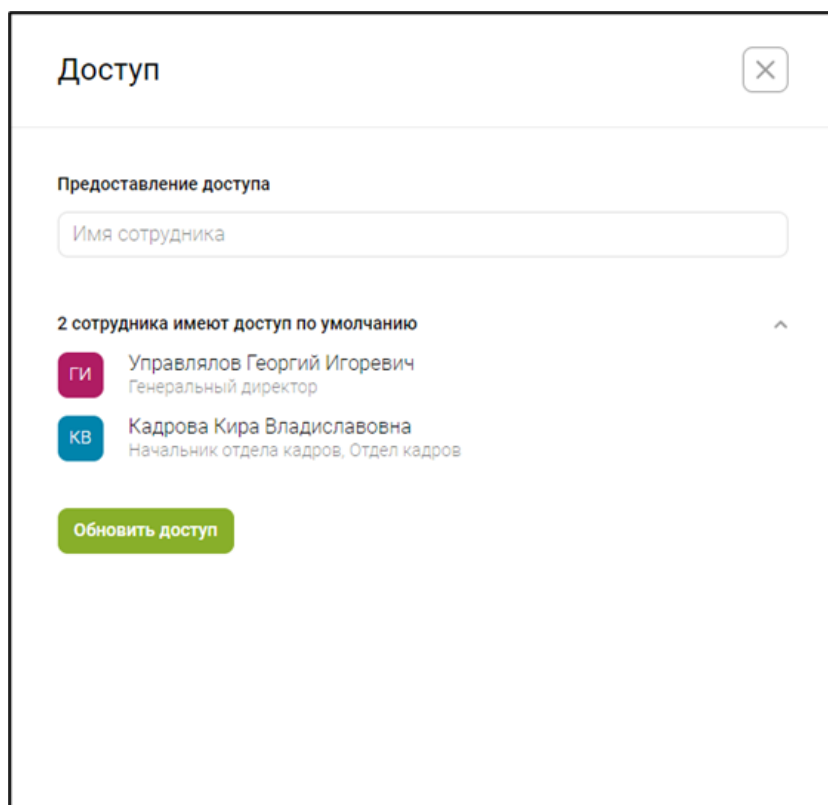 Доступ
Предоставление доступа
Имя сотрудника
2 сотрудника имеют доступ по умолчанию
ГИ
Управлялов Георгий Игоревич
Генеральный директор
КВ
Кадрова Кира Владиславовна
Начальник отдела кадров, Отдел кадров
Обновить доступ